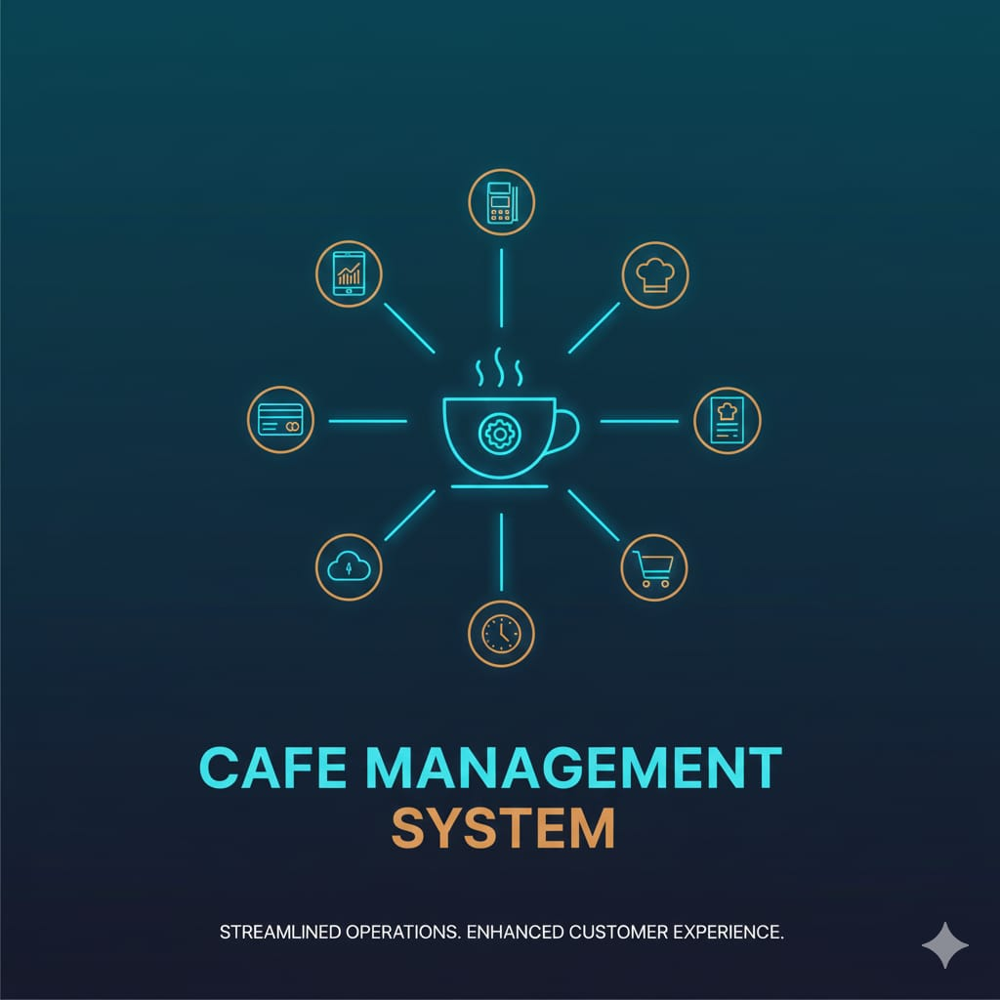 CAFE MANAGEMENT
SYSTEM
STREAMLINED OPERATIONS. ENHANCED CUSTOMER EXPERIENCE.